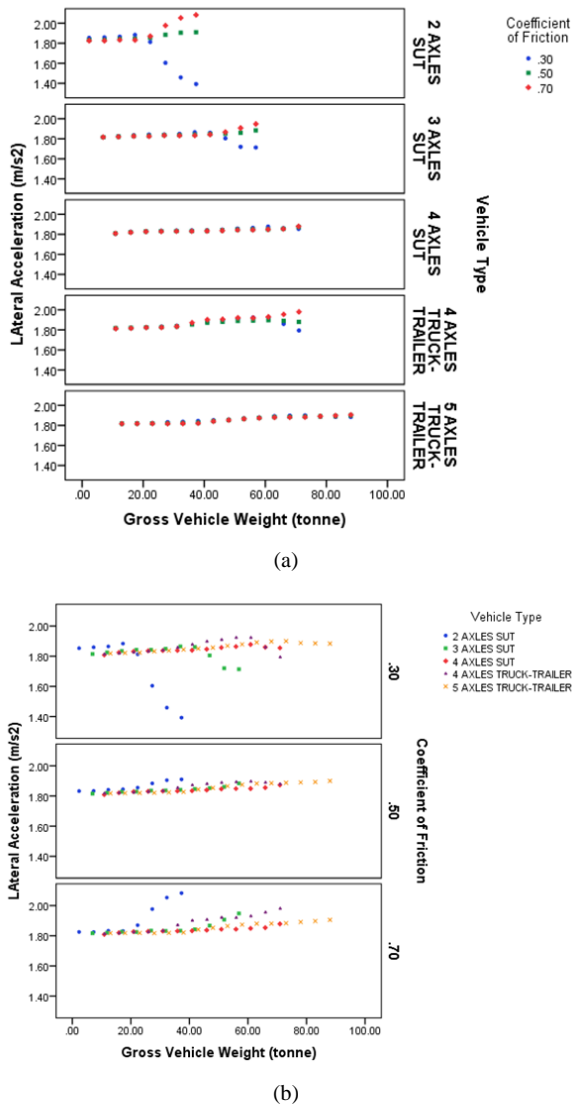 Coefficient
of Friction
.30
.50
.70
2.00
1.80
1.60
1.40
2 AXLES
SUT
2.00
1.80
1.60
1.40
3 AXLES
SUT
2.00
1.80
1.60
1.40
4 AXLES
SUT
2.00
1.80
1.60
1.40
4 AXLES
TRUCK-
TRAILER
2.00
1.80
1.60
1.40
5 AXLES
TRUCK-
TRAILER
LAteral Acceleration (m/s2)
Vehicle Type
.00 20.00 40.00 60.00 80.00 100.00
Gross Vehicle Weight (tonne)
(a)
Vehicle Type
2 AXLES SUT
3 AXLES SUT
4 AXLES SUT
4 AXLES TRUCK-TRAILER
5 AXLES TRUCK-TRAILER
2.00
1.80
1.60
1.40
.30
2.00
1.80
1.60
1.40
.50
2.00
1.80
1.60
1.40
.70
LAteral Acceleration (m/s2)
Coefficient of Friction
.00 20.00 40.00 60.00 80.00 100.00
Gross Vehicle Weight (tonne)
(b)